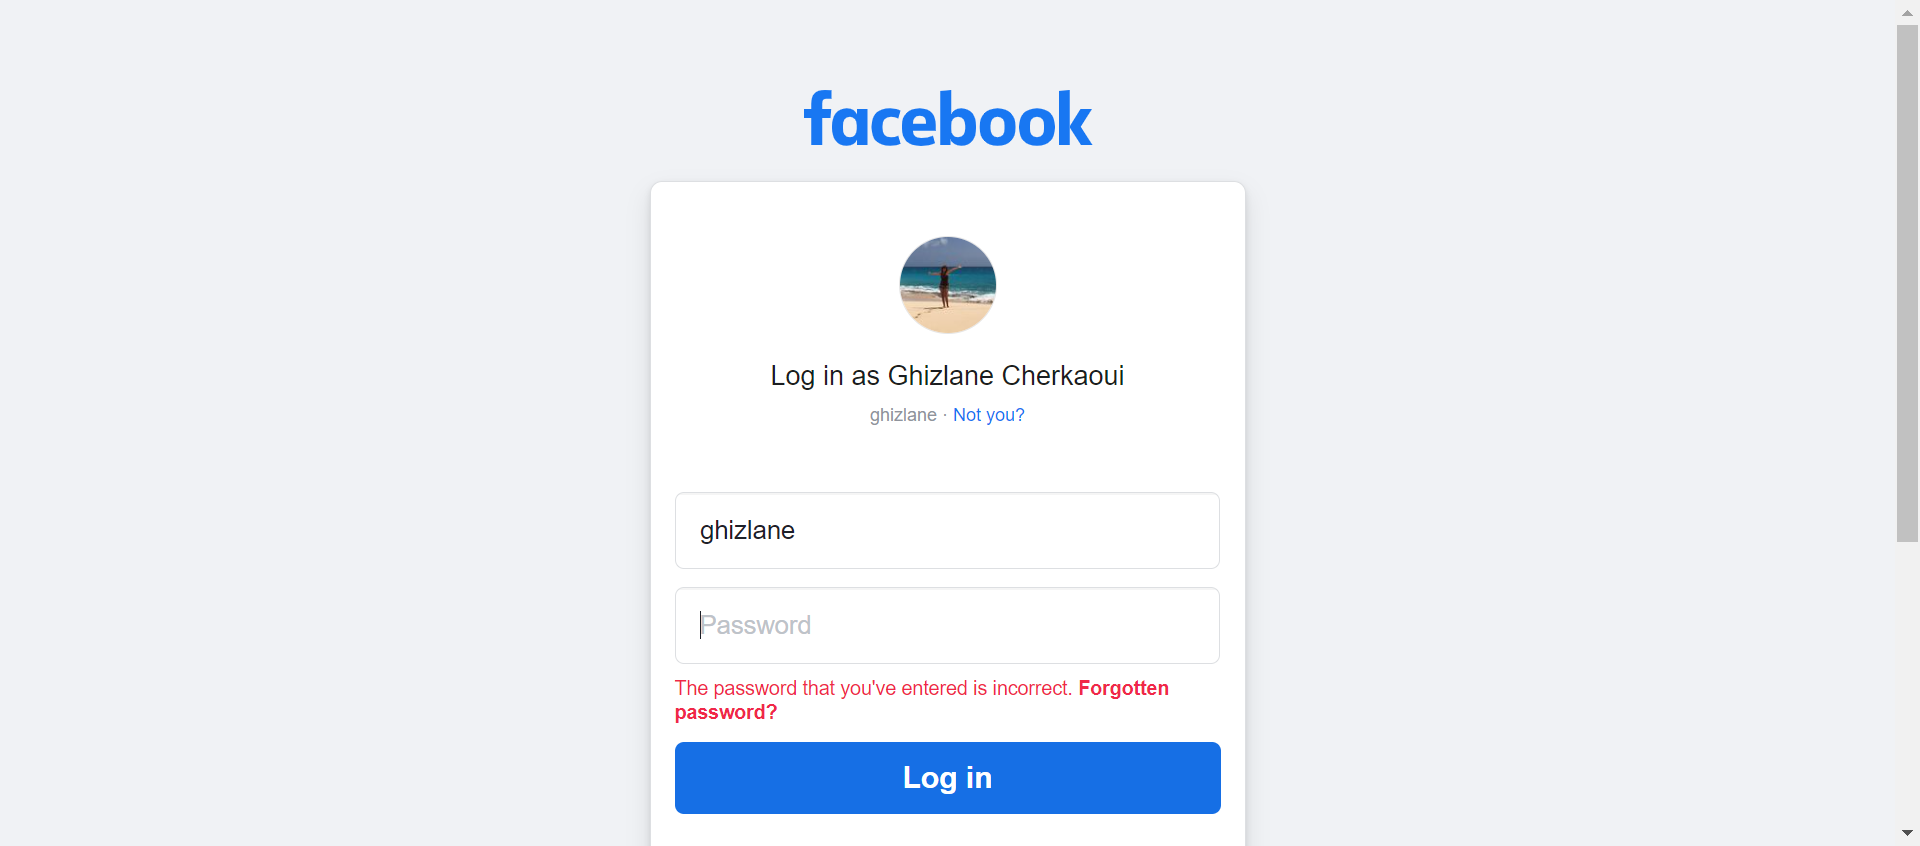 facebook
Log in as Ghizlane Cherkaoui
ghizlane · Not you?
ghizlane
Password
The password that you've entered is incorrect. Forgotten
password?
Log in